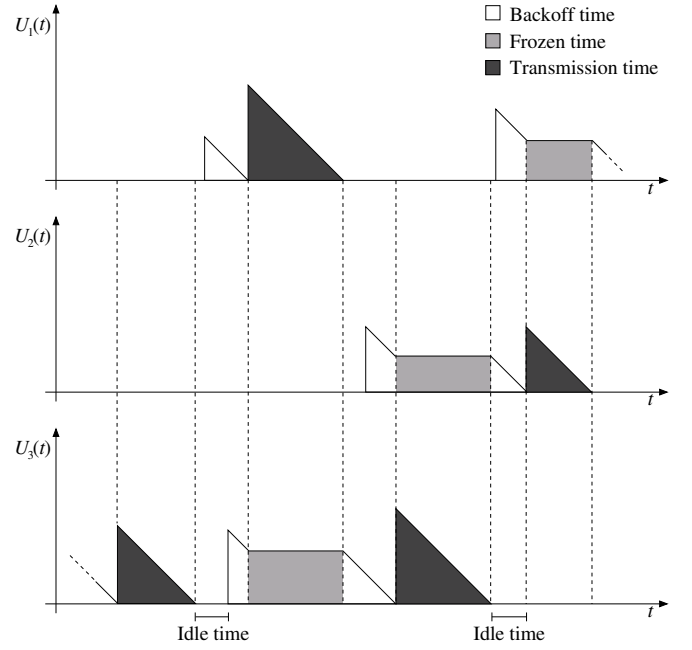 U1(t)
Backoff time
Frozen time
Transmission time
t
U2(t)
t
U3(t)
t
Idle time
Idle time